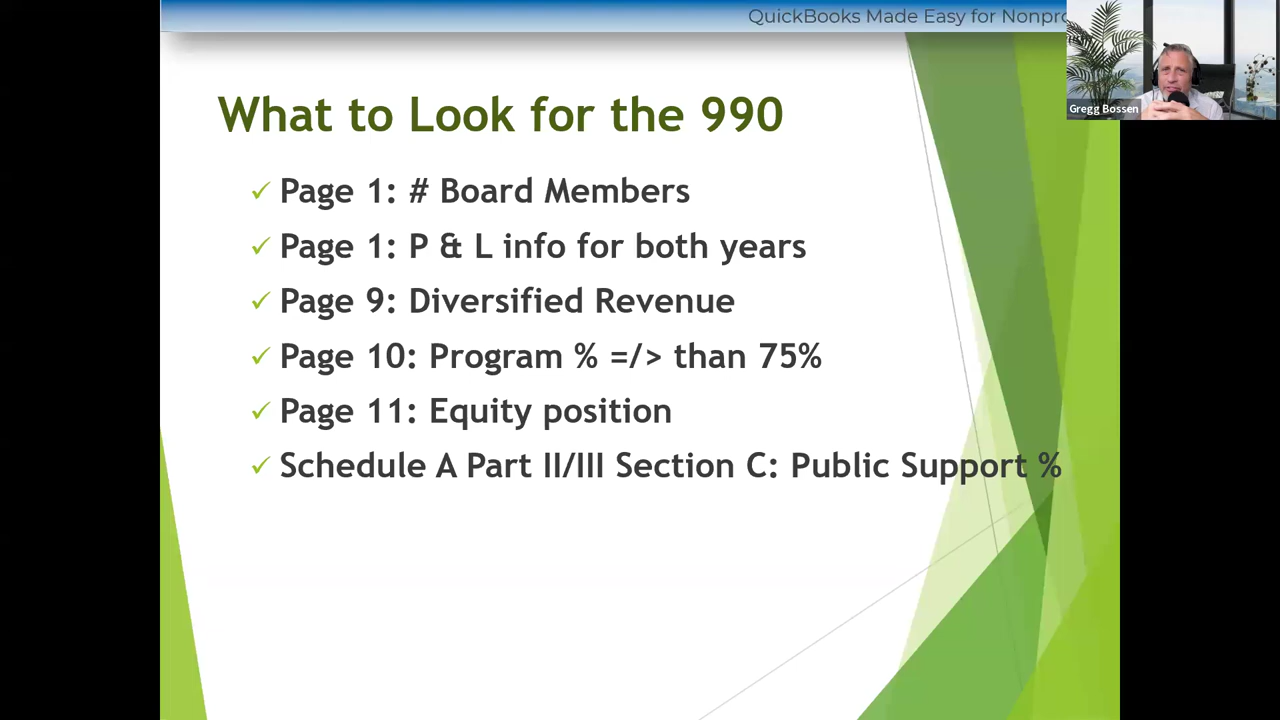 QuickBooks Made Easy for Nonpro
Gregg Bossen
What to Look for the 990
✓ Page 1: # Board Members
✓ Page 1: P & L info for both years
✓ Page 9: Diversified Revenue
✓ Page 10: Program % =/> than 75%
✓ Page 11: Equity position
✓ Schedule A Part II/III Section C: Public Support %